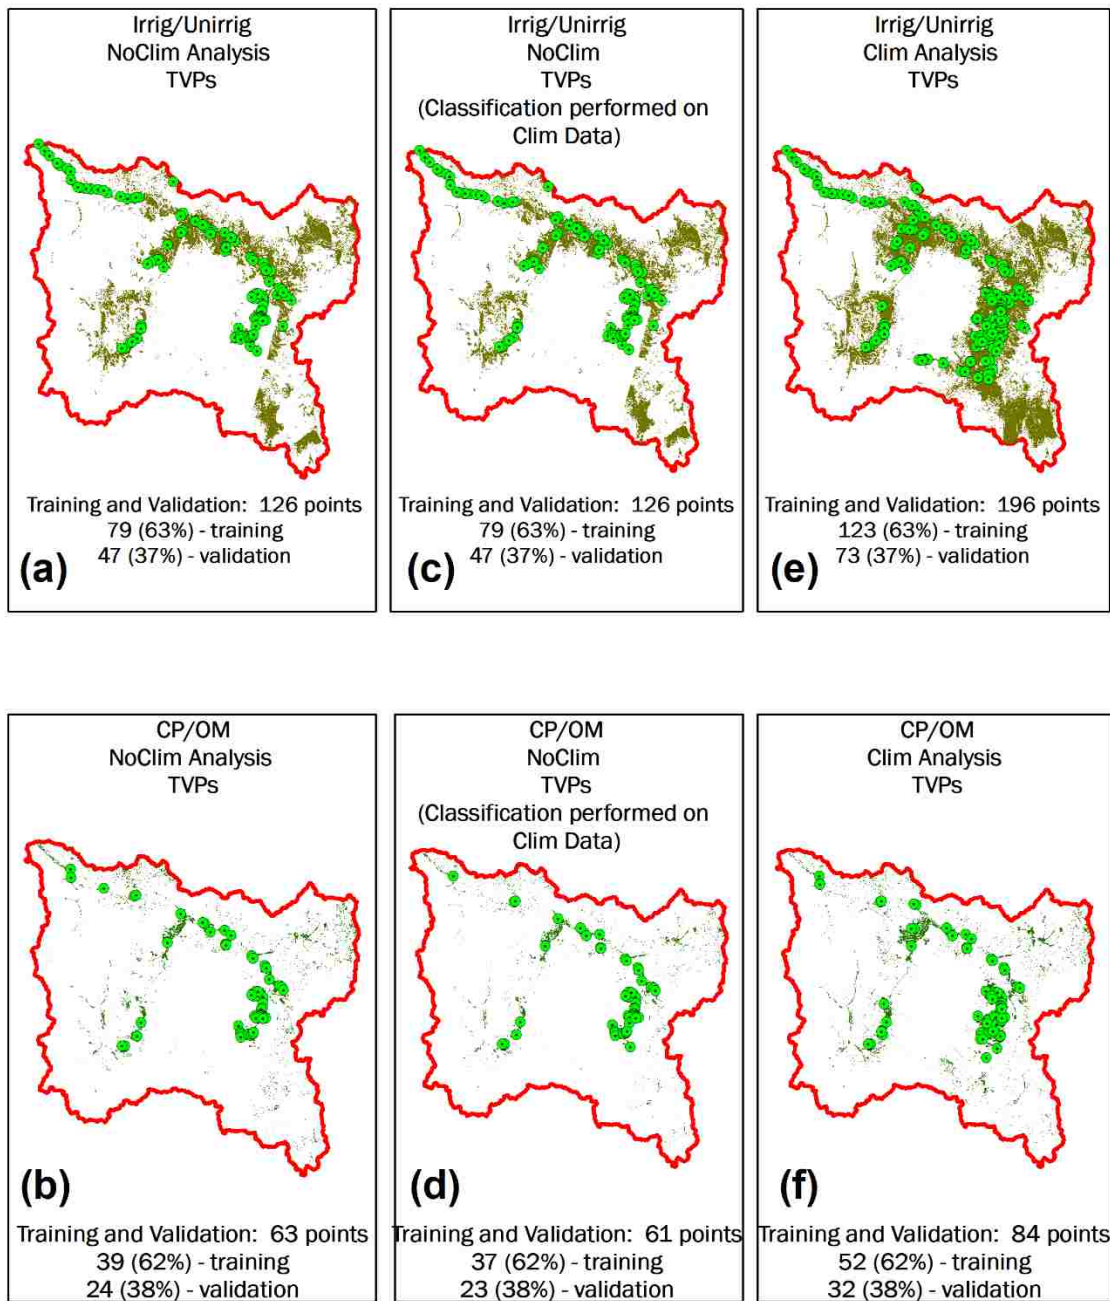 Irrig/Unirrig
NoClim Analysis
TVPs
Training and Validation: 126 points
79 (63%) - training
47 (37%) - validation
(a)
Irrig/Unirrig
NoClim
TVPs
(Classification performed on
Clim Data)
Training and Validation: 126 points
79 (63%) - training
47 (37%) - validation
(c)
Irrig/Unirrig
Clim Analysis
TVPs
Training and Validation: 196 points
123 (63%) - training
73 (37%) - validation
(e)
CP/OM
NoClim Analysis
TVPs
(b)
Training and Validation: 63 points
39 (62%) - training
24 (38%) - validation
CP/OM
NoClim
TVPs
(Classification performed on
Clim Data)
(d)
Training and Validation: 61 points
37 (62%) - training
23 (38%) - validation
CP/OM
Clim Analysis
TVPs
(f)
Training and Validation: 84 points
52 (62%) - training
32 (38%) - validation